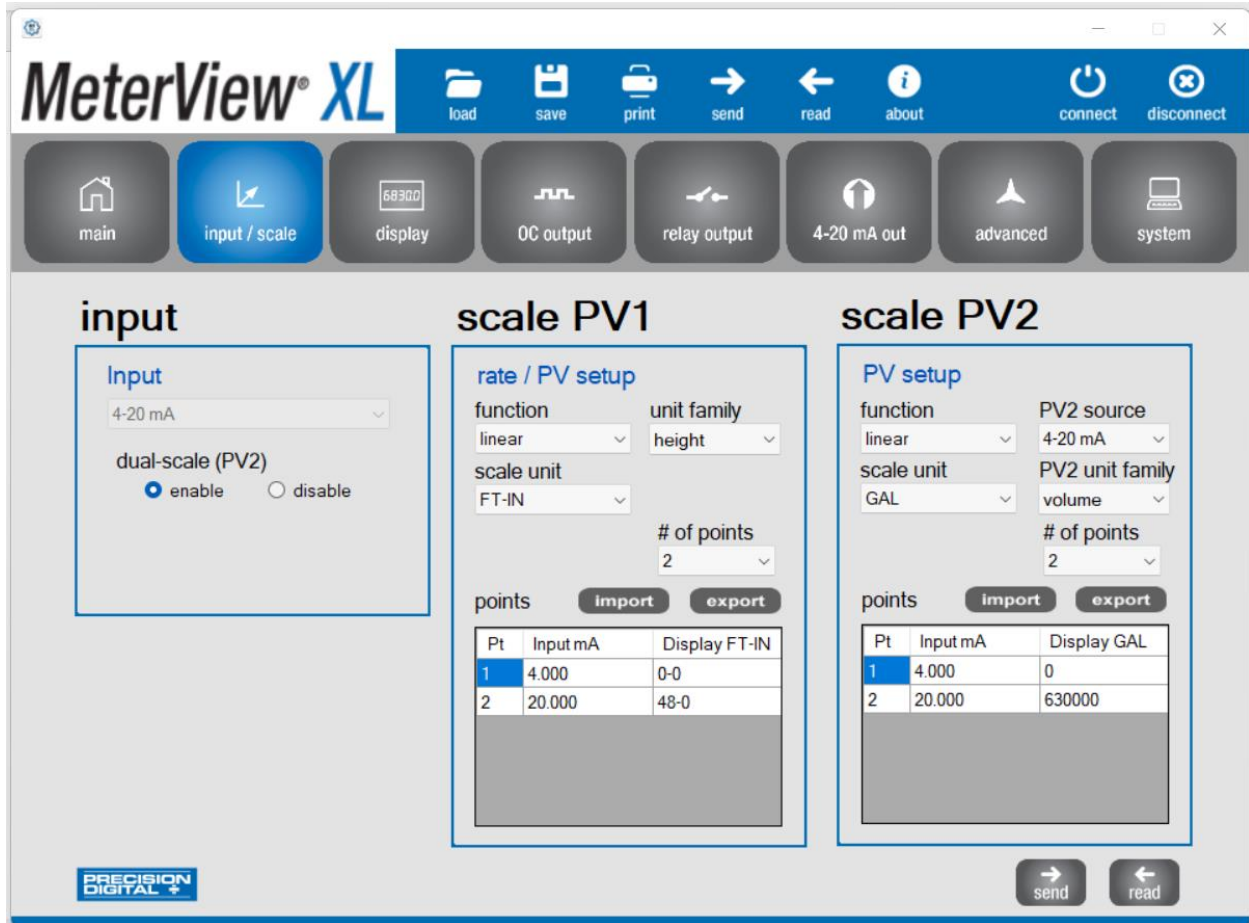 MeterView® XL
load save print send read about connect disconnect
main input / scale 68300 display OC output relay output 4-20 mA out advanced system
input
Input
4-20 mA
dual-scale (PV2)
enable disable
scale PV1
rate / PV setup
function unit family
linear height
scale unit
FT-IN
# of points
2
points import export
Pt Input mA Display FT-IN
1 4.000 0-0
2 20.000 48-0
scale PV2
PV setup
function PV2 source
linear 4-20 mA
scale unit PV2 unit family
GAL volume
# of points
2
points import export
Pt Input mA Display GAL
1 4.000 0
2 20.000 630000
PRECISION
DIGITAL +
send read